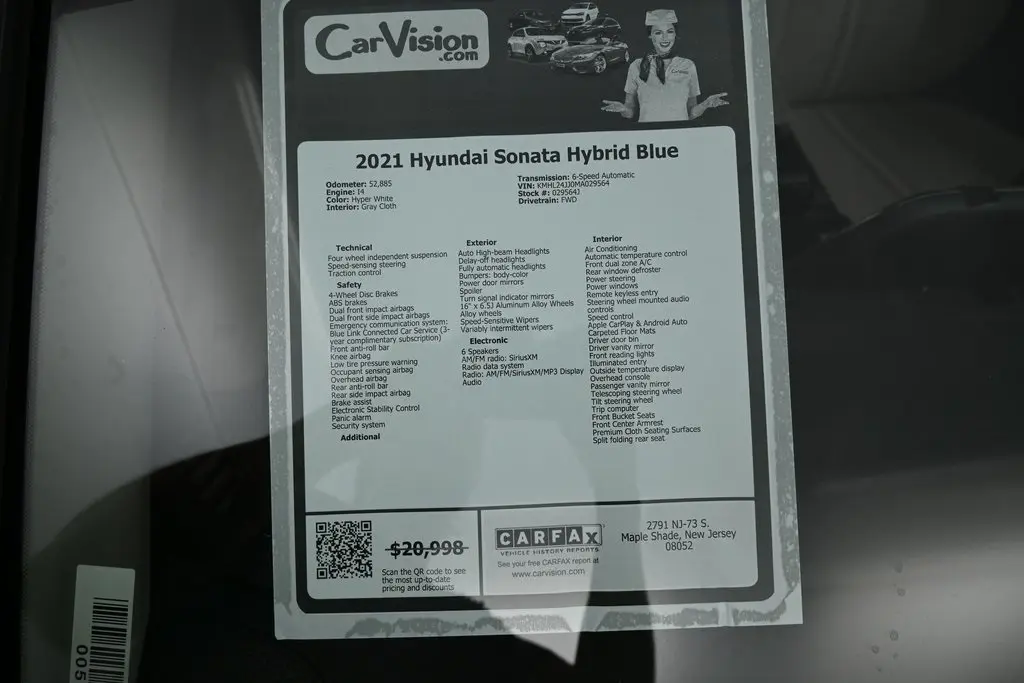 CarVision
.com
2021 Hyundai Sonata Hybrid Blue
Odometer: 52,885
Engine: I4
Color: Hyper White
Interior: Gray Cloth
Transmission: 6-Speed Automatic
VIN: KMHL24JJ0MA029564
Stock #: 029564J
Drivetrain: FWD
Technical
Four wheel independent suspension
Speed-sensing steering
Traction control
Safety
4-Wheel Disc Brakes
ABS brakes
Dual front impact airbags
Dual front side impact airbags
Emergency communication system:
Blue Link Connected Car Service (3-
year complimentary subscription)
Front anti-roll bar
Knee airbag
Low tire pressure warning
Occupant sensing airbag
Overhead airbag
Rear anti-roll bar
Rear side impact airbag
Brake assist
Electronic Stability Control
Panic alarm
Security system
Additional
Exterior
Auto High-beam Headlights
Delay-off headlights
Fully automatic headlights
Bumpers: body-color
Power door mirrors
Spoiler
Turn signal indicator mirrors
16" x 6.5J Aluminum Alloy Wheels
Alloy wheels
Speed-Sensitive Wipers
Variably intermittent wipers
Electronic
6 Speakers
AM/FM radio: SiriusXM
Radio data system
Radio: AM/FM/SiriusXM/MP3 Display
Audio
Interior
Air Conditioning
Automatic temperature control
Front dual zone A/C
Rear window defroster
Power steering
Power windows
Remote keyless entry
Steering wheel mounted audio
controls
Speed control
Apple CarPlay & Android Auto
Carpeted Floor Mats
Driver door bin
Driver vanity mirror
Front reading lights
Illuminated entry
Outside temperature display
Overhead console
Passenger vanity mirror
Telescoping steering wheel
Tilt steering wheel
Trip computer
Front Bucket Seats
Front Center Armrest
Premium Cloth Seating Surfaces
Split folding rear seat
$20,998
Scan the QR code to see
the most up-to-date
pricing and discounts
CARFAX
VEHICLE HISTORY REPORTS
See your free CARFAX report at
www.carvision.com
2791 NJ-73 S.
Maple Shade, New Jersey
08052
005